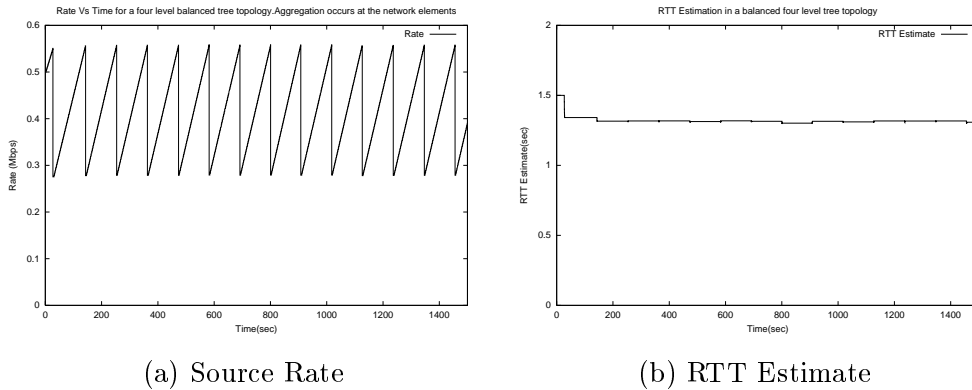 Rate Vs Time for a four level balanced tree topology.Aggregation occurs at the network elements
Rate
0.6
0.5
0.4
0.3
0.2
0.1
0
Rate (Mbps)
0 200 400 600 800 1000 1200 1400
Time(sec)
(a) Source Rate
RTT Estimation in a balanced four level tree topology
RTT Estimate
2
1.5
1
0.5
0
RTT Estimate(sec)
0 200 400 600 800 1000 1200 1400
Time(sec)
(b) RTT Estimate